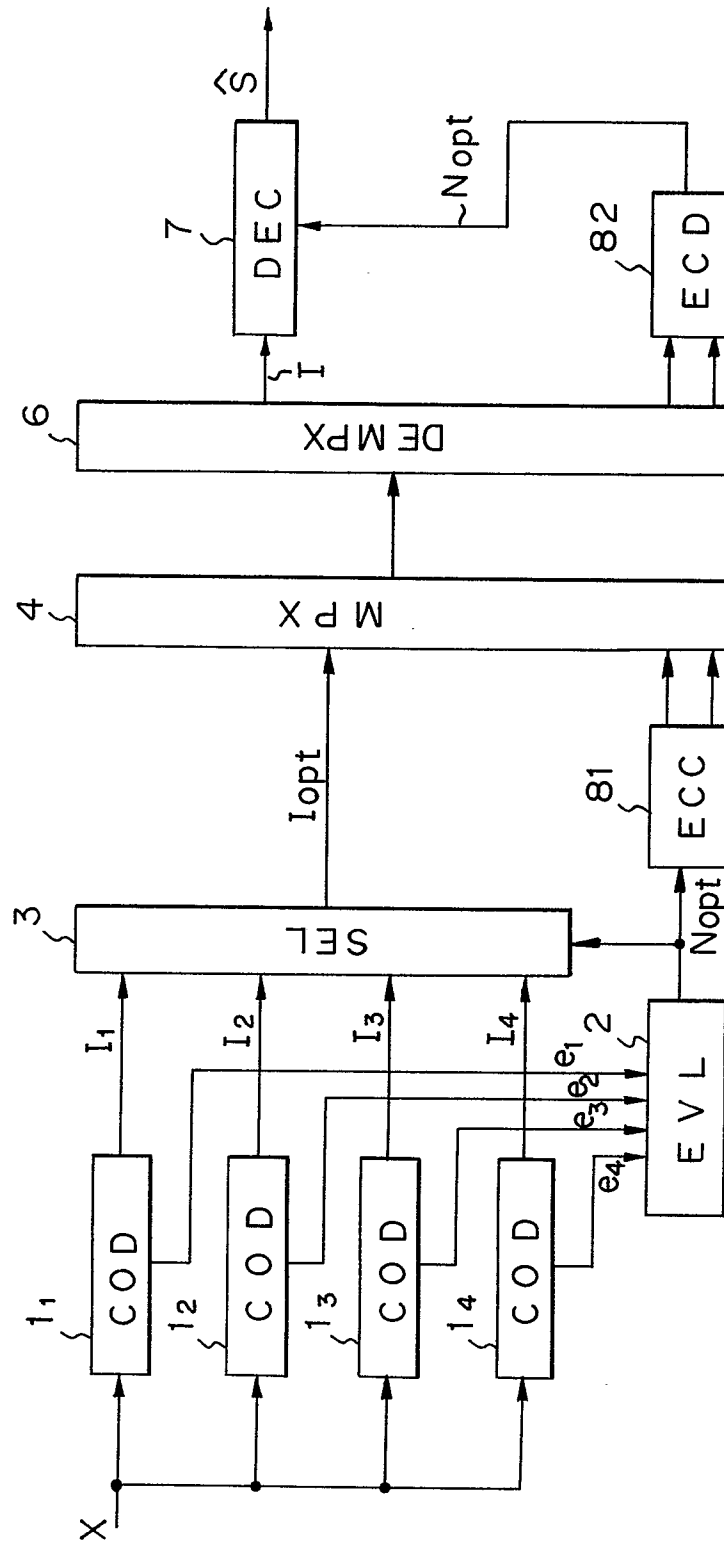 X
1₁
COD
1₂
COD
1₃
COD
1₄
COD
I₁
I₂
I₃
I₄
e₁
e₂
e₃
e₄
2
EVL
3
SEL
Nopt
Iopt
81
ECC
4
MPX
6
DEMPX
I
7
DEC
Ŝ
Nopt
82
ECD